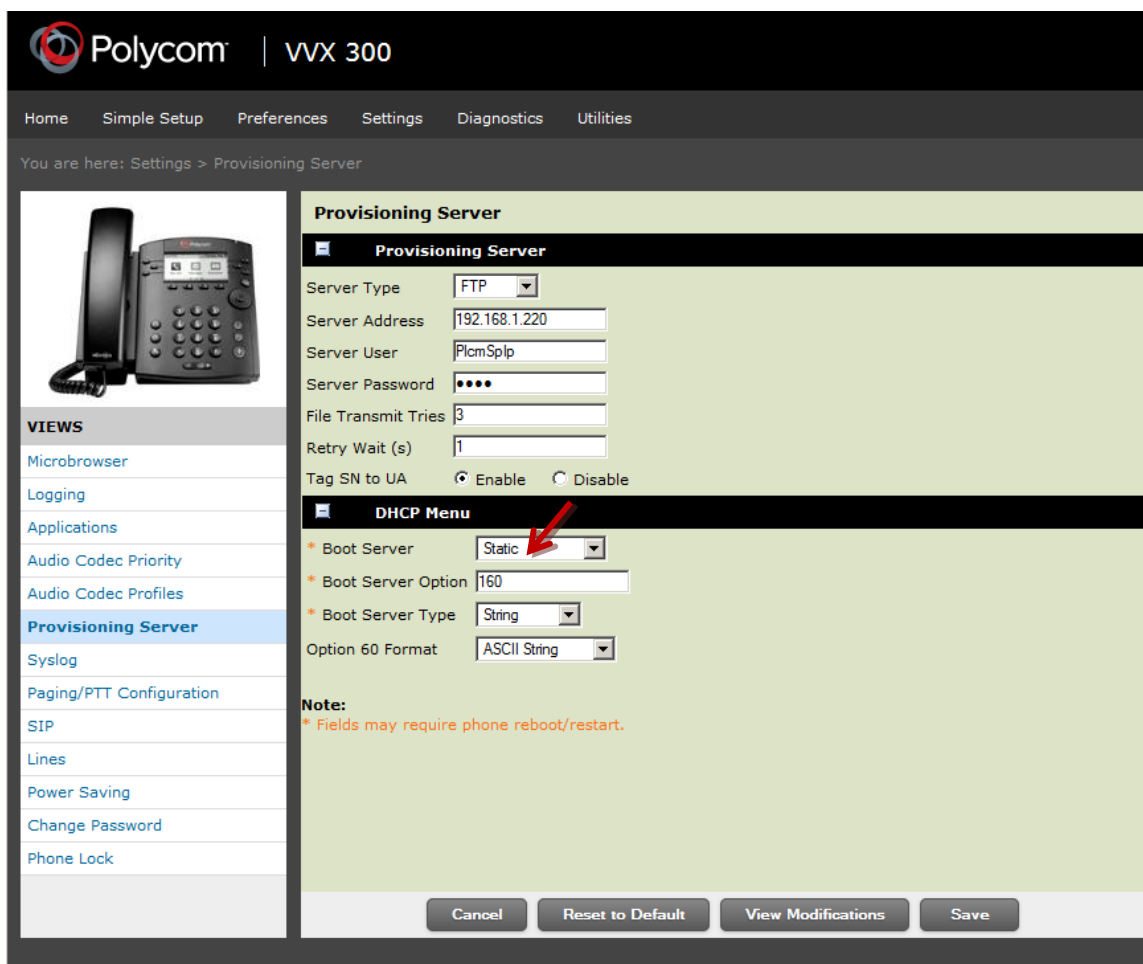 Polycom | VVX 300
Home Simple Setup Preferences Settings Diagnostics Utilities
You are here: Settings > Provisioning Server
Provisioning Server
Provisioning Server
Server Type FTP
Server Address 192.168.1.220
Server User PlcmSpIp
Server Password ••••
File Transmit Tries 3
Retry Wait (s) 1
Tag SN to UA Enable Disable
DHCP Menu
* Boot Server Static
* Boot Server Option 160
* Boot Server Type String
Option 60 Format ASCII String
Note:
* Fields may require phone reboot/restart.
VIEWS
Microbrowser
Logging
Applications
Audio Codec Priority
Audio Codec Profiles
Provisioning Server
Syslog
Paging/PTT Configuration
SIP
Lines
Power Saving
Change Password
Phone Lock
Cancel Reset to Default View Modifications Save